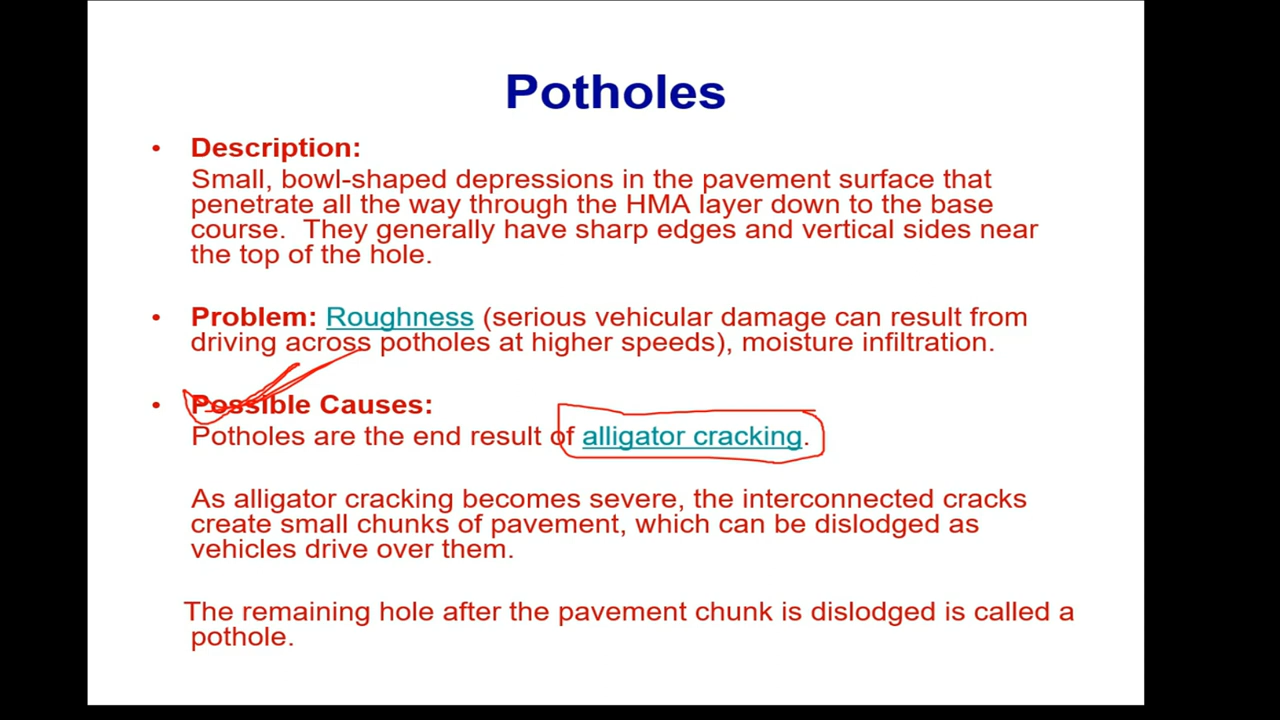 Potholes
• Description:
Small, bowl-shaped depressions in the pavement surface that
penetrate all the way through the HMA layer down to the base
course.  They generally have sharp edges and vertical sides near
the top of the hole.
• Problem: Roughness (serious vehicular damage can result from
driving across potholes at higher speeds), moisture infiltration.
• Possible Causes:
Potholes are the end result of alligator cracking.
As alligator cracking becomes severe, the interconnected cracks
create small chunks of pavement, which can be dislodged as
vehicles drive over them.
The remaining hole after the pavement chunk is dislodged is called a
pothole.